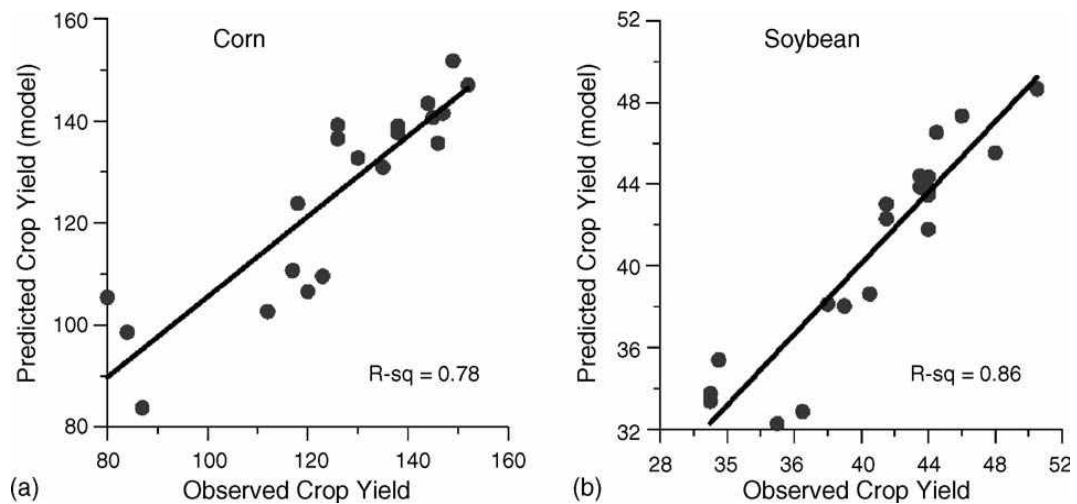 Corn
Predicted Crop Yield (model)
160
140
120
100
80
80 100 120 140 160
R-sq = 0.78
(a) Observed Crop Yield
Soybean
Predicted Crop Yield (model)
52
48
44
40
36
32
28 35 36 40 44 48 52
R-sq = 0.86
(b) Observed Crop Yield